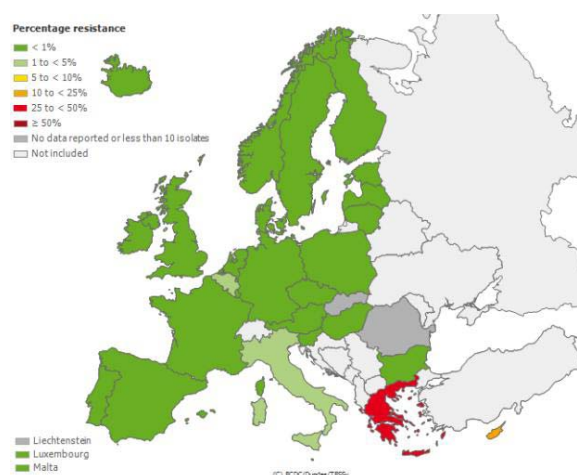 Percentage resistance
< 1%
1 to < 5%
5 to < 10%
10 to < 25%
25 to < 50%
≥ 50%
No data reported or less than 10 isolates
Not included
Liechtenstein
Luxembourg
Malta